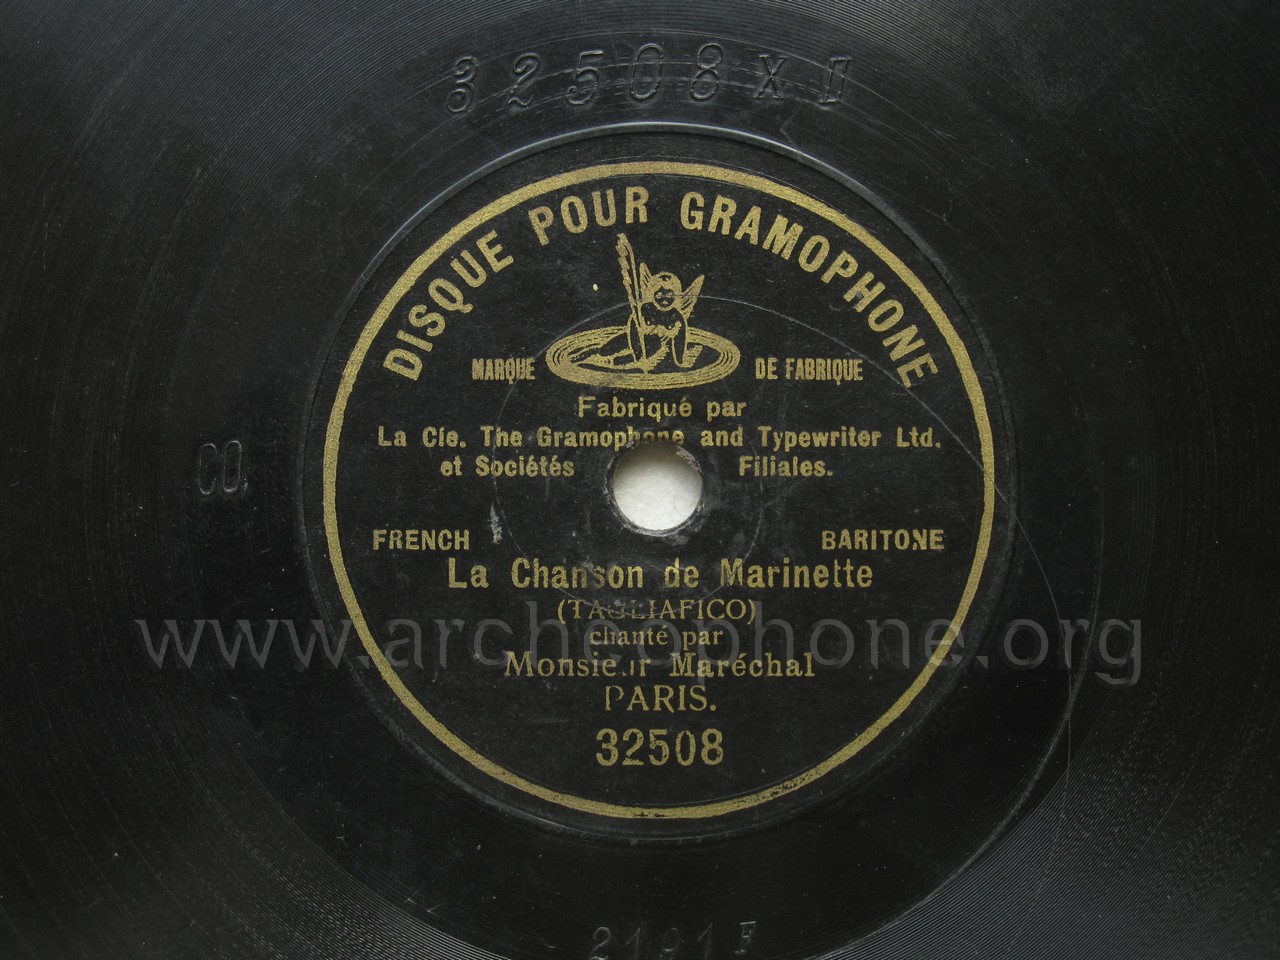 32508X
DISQUE POUR GRAMOPHONE
MARQUE DE FABRIQUE
Fabriqué par
La Cie. The Gramophone and Typewriter Ltd.
et Sociétés Filiales.
CO.
FRENCH BARITONE
La Chanson de Marinette
(TAGLIAFICO)
www.archeophone.org
chanté par
Monsieur Maréchal
PARIS.
32508
2191F